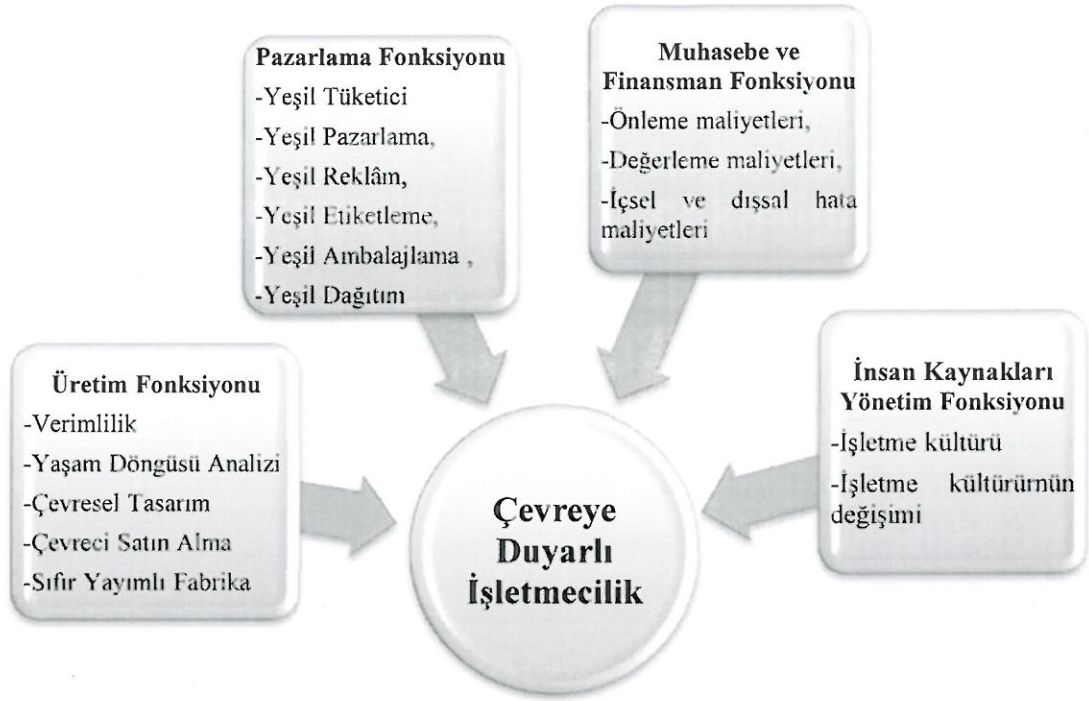 Pazarlama Fonksiyonu
-Yeşil Tüketici
-Yeşil Pazarlama,
-Yeşil Reklâm,
-Yeşil Etiketleme,
-Yeşil Ambalajlama ,
-Yeşil Dağıtım
Muhasebe ve
Finansman Fonksiyonu
-Önleme maliyetleri,
-Değerleme maliyetleri,
-İçsel ve dışsal hata
maliyetleri
Üretim Fonksiyonu
-Verimlilik
-Yaşam Döngüsü Analizi
-Çevresel Tasarım
-Çevreci Satın Alma
-Sıfır Yayımlı Fabrika
İnsan Kaynakları
Yönetim Fonksiyonu
-İşletme kültürü
-İşletme kültürümnün
değişimi
Çevreye
Duyarlı
İşletmecilik